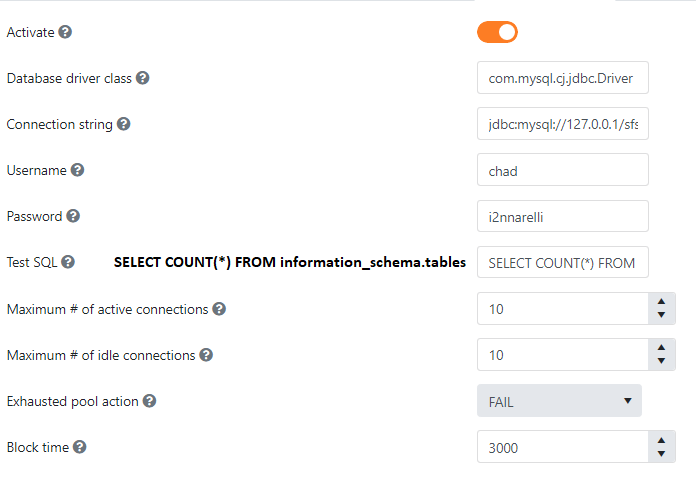 Activate
Database driver class com.mysql.cj.jdbc.Driver
Connection string jdbc:mysql://127.0.0.1/sfs
Username chad
Password i2nnarelli
Test SQL SELECT COUNT(*) FROM information_schema.tables SELECT COUNT(*) FROM
Maximum # of active connections 10
Maximum # of idle connections 10
Exhausted pool action FAIL
Block time 3000